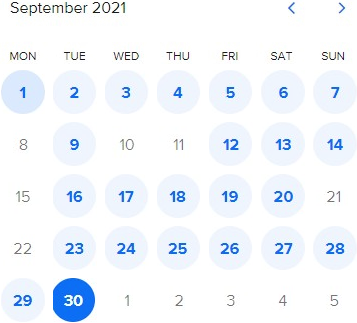 September 2021
MON TUE WED THU FRI SAT SUN
1 2 3 4 5 6 7
8 9 10 11 12 13 14
15 16 17 18 19 20 21
22 23 24 25 26 27 28
29 30 1 2 3 4 5